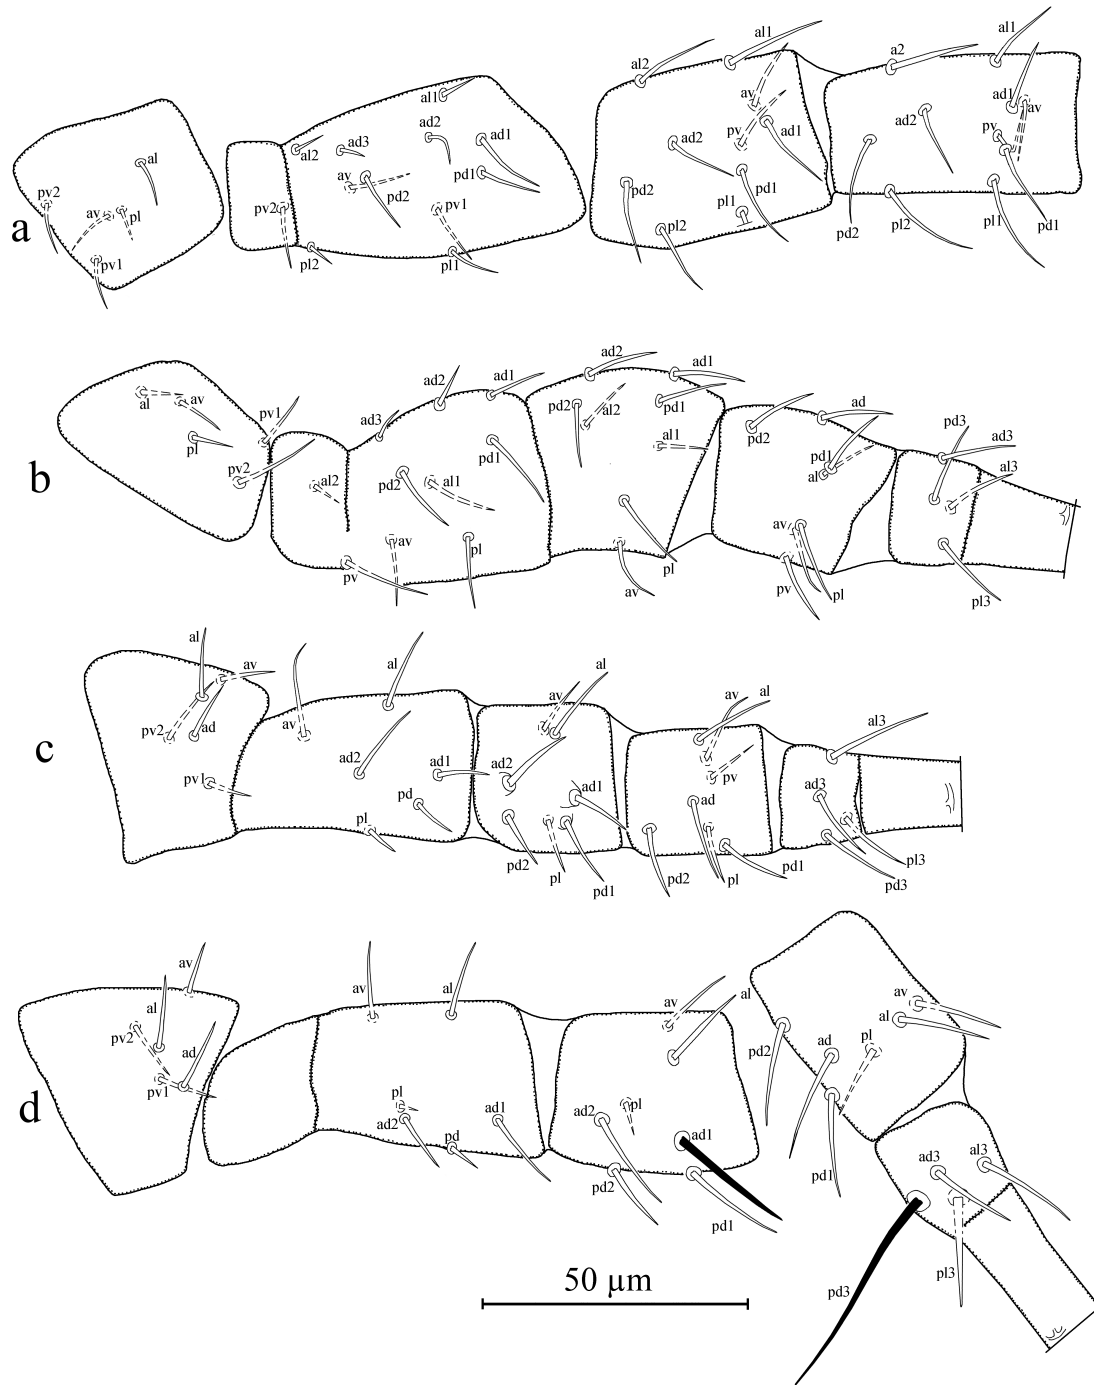 al2 al1 a2 al1
al pv2 av pl pv1
al1 al2 ad3 ad2 ad1 av pd2 pd1 pv2 pv1 pl2 pl1
av ad2 pv ad1 pd2 pd1 pl1 pl2
ad2 ad1 av pv pd2 pl2 pl1 pd1
a
al av pl pv1 pv2
ad3 ad2 ad1 al2 pd2 al1 pd1 pv av pl
ad2 ad1 pd2 al2 pd1 al1 av pl
ad pd2 pd1 al av pv pl
pd3 ad3 al3 pl3
b
al av pv2 ad pv1
av al ad2 ad1 pd pl
av al ad2 ad1 pd2 pl pd1
av al pv ad pd2 pl pd1
al3 ad3 pl3 pd3
c
av al pv2 ad pv1
av al pl ad2 pd ad1
av al ad2 pl ad1 pd2 pd1
av al pl ad pd2 pd1
ad3 al3 pd3 pl3
d
50 µm